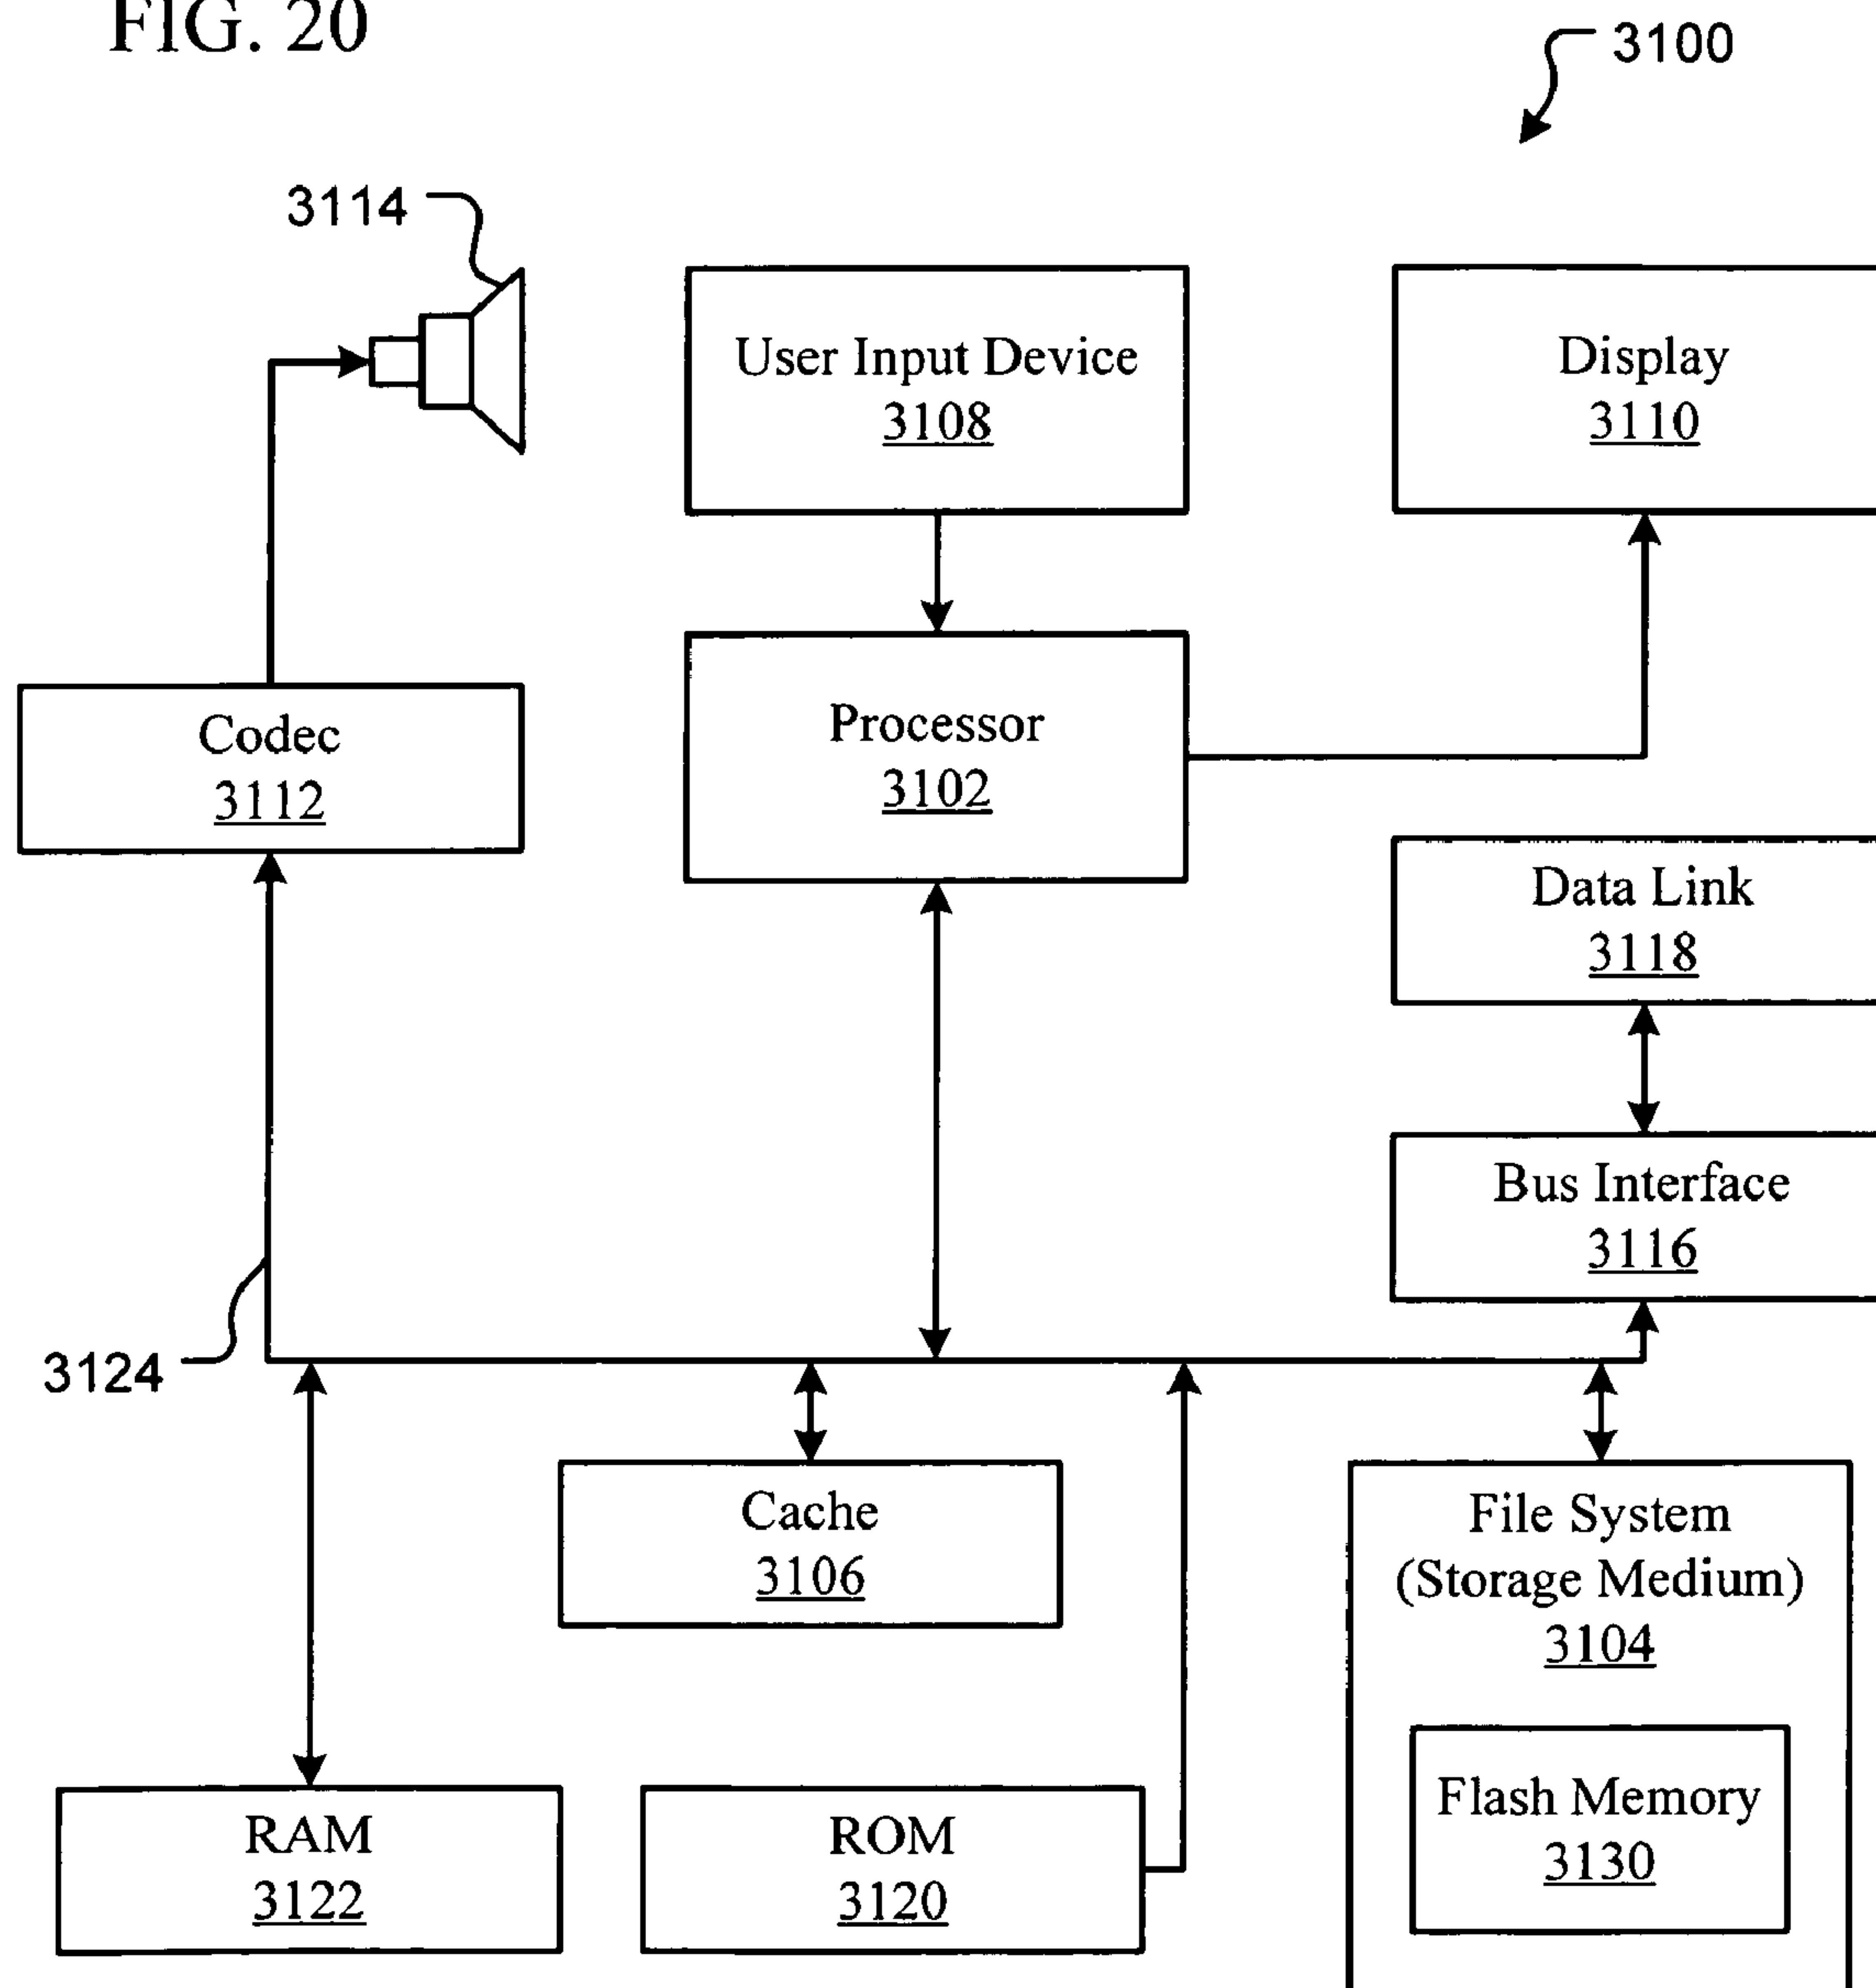 FIG. 20
3100
3114
User Input Device
3108
Display
3110
Codec
3112
Processor
3102
Data Link
3118
Bus Interface
3116
3124
Cache
3106
File System
(Storage Medium)
3104
Flash Memory
3130
RAM
3122
ROM
3120